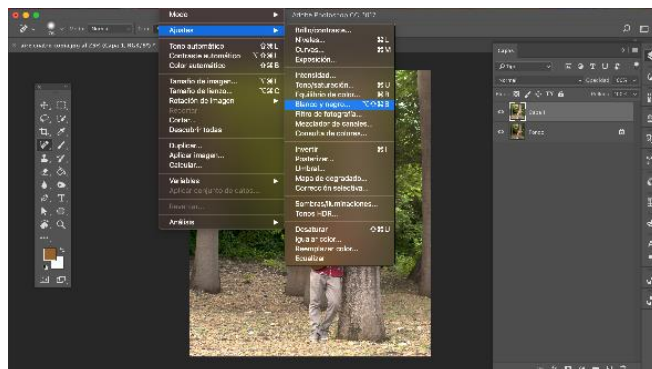 Adobe Photoshop CC 2017
Modo
Ajustes
Tono automático ⇧⌘L
Contraste automático ⌥⇧⌘L
Color automático ⇧⌘B
Tamaño de imagen... ⌥⌘I
Tamaño de lienzo... ⌥⌘C
Rotación de imagen
Recortar
Cortar...
Descubrir todas
Duplicar...
Aplicar imagen...
Calcular...
Variables
Aplicar conjunto de datos...
Análisis
Brillo/contraste...
Niveles... ⌘L
Curvas... ⌘M
Exposición...
Intensidad...
Tono/saturación... ⌘U
Equilibrio de color... ⌘B
Blanco y negro... ⌥⇧⌘B
Filtro de fotografía...
Mezclador de canales...
Consulta de colores...
Invertir ⌘I
Posterizar...
Umbral...
Mapa de degradado...
Corrección selectiva...
Sombras/iluminaciones...
Tonos HDR...
Desaturar ⇧⌘U
Igualar color...
Reemplazar color...
Ecualizar
Capas
Normal
Opacidad: 100%
Capa 1
Fondo